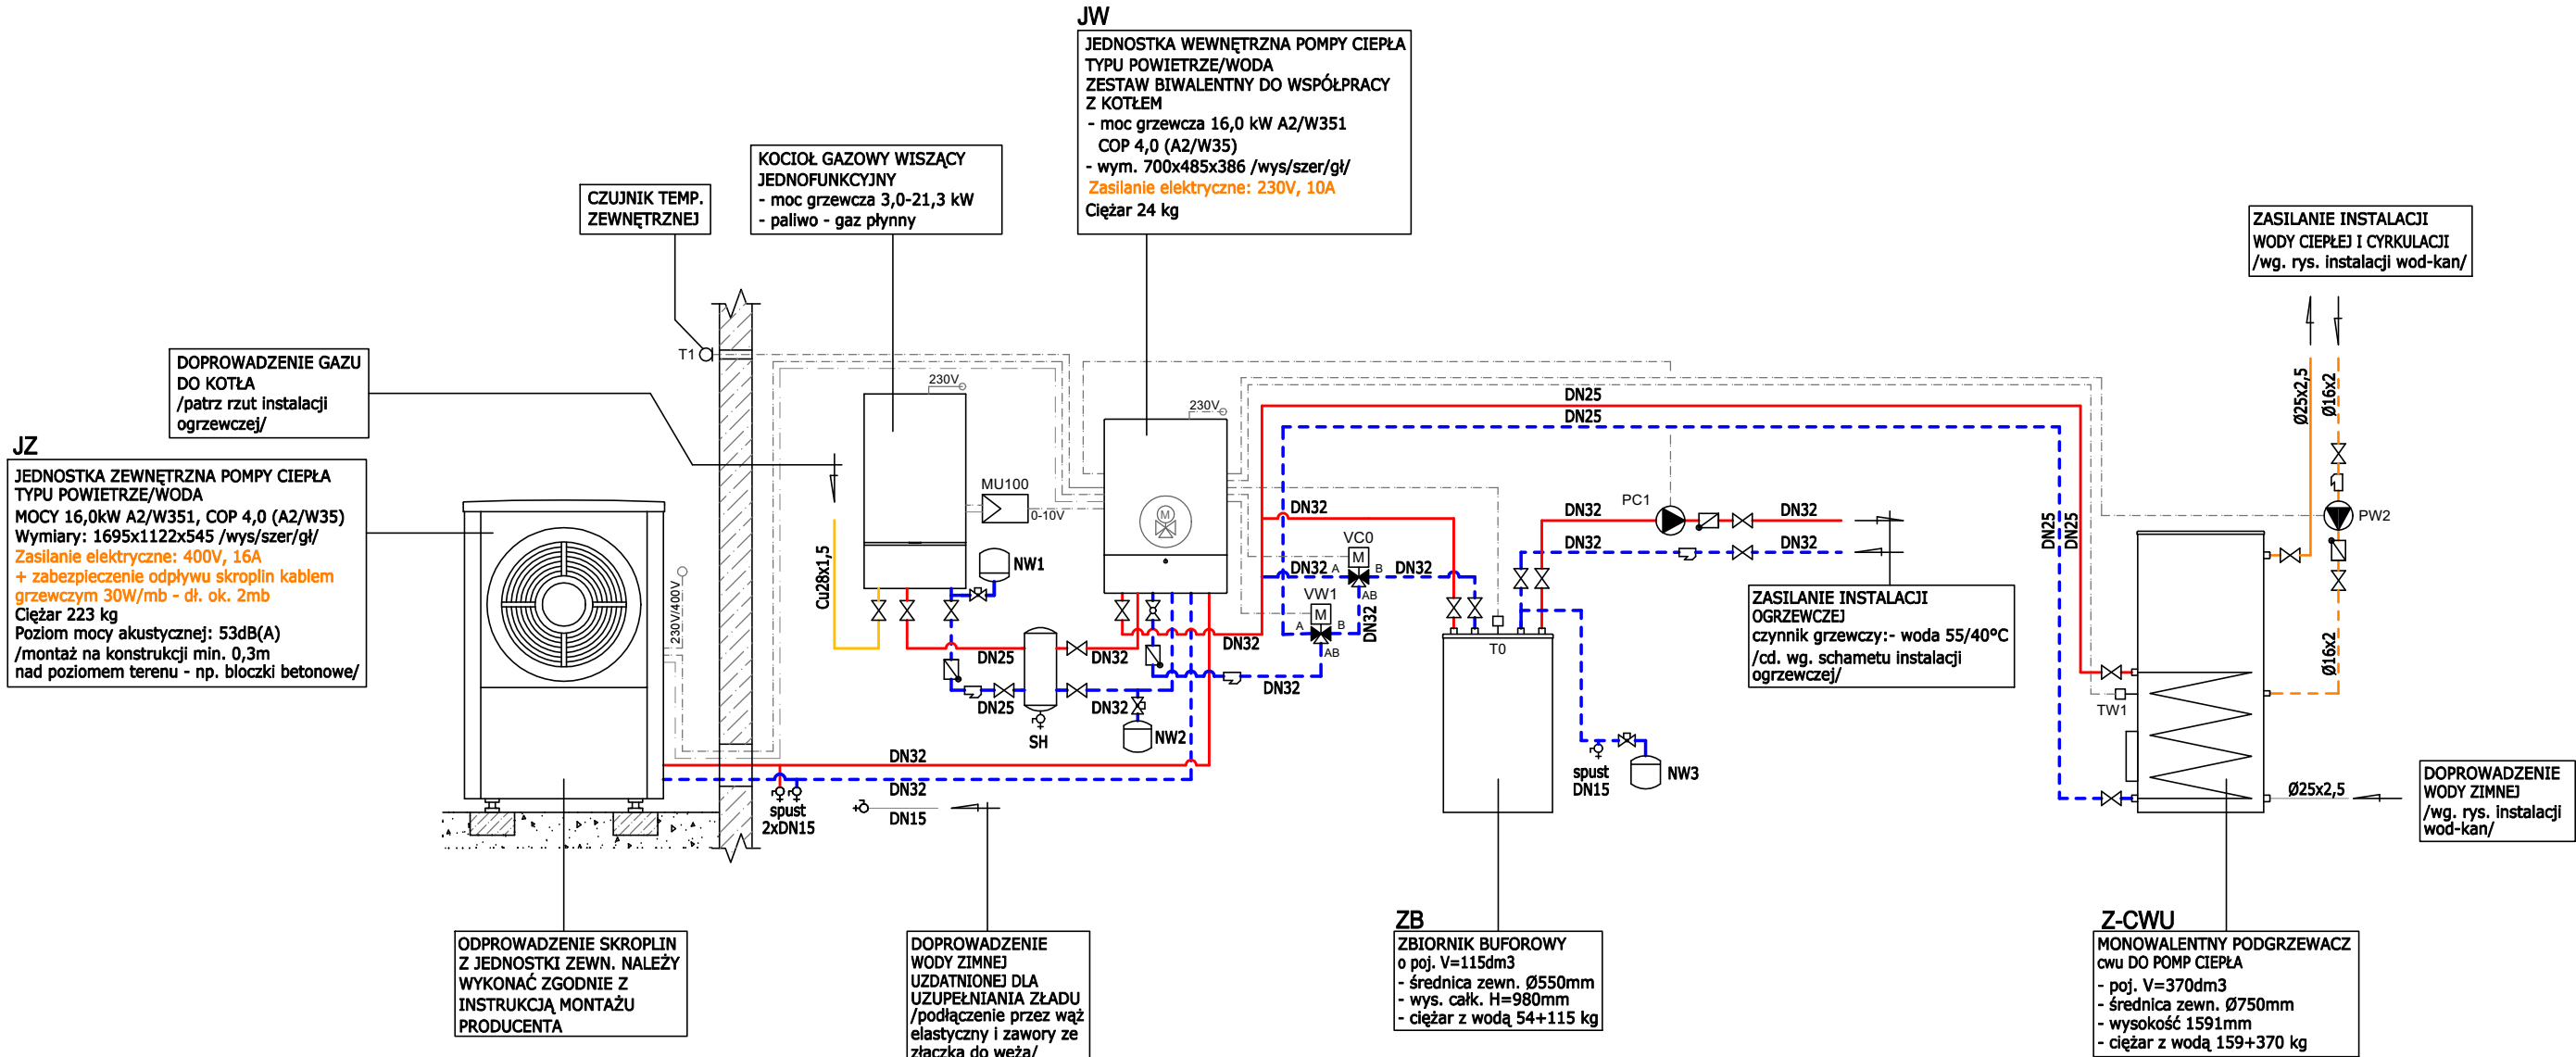 JW
JEDNOSTKA WEWNĘTRZNA POMPY CIEPŁA
TYPU POWIETRZE/WODA
ZESTAW BIWALENTNY DO WSPÓŁPRACY
Z KOTŁEM
- moc grzewcza 16,0 kW A2/W351
COP 4,0 (A2/W35)
- wym. 700x485x386 /wys/szer/gł/
Zasilanie elektryczne: 230V, 10A
Ciężar 24 kg
KOCIOŁ GAZOWY WISZĄCY
JEDNOFUNKCYJNY
- moc grzewcza 3,0-21,3 kW
- paliwo - gaz płynny
CZUJNIK TEMP.
ZEWNĘTRZNEJ
ZASILANIE INSTALACJI
WODY CIEPŁEJ I CYRKULACJI
/wg. rys. instalacji wod-kan/
DOPROWADZENIE GAZU
DO KOTŁA
/patrz rzut instalacji
ogrzewczej/
T1
230V
230V
DN25
DN25
Ø25x2,5
Ø16x2
JZ
JEDNOSTKA ZEWNĘTRZNA POMPY CIEPŁA
TYPU POWIETRZE/WODA
MOCY 16,0kW A2/W351, COP 4,0 (A2/W35)
Wymiary: 1695x1122x545 /wys/szer/gł/
Zasilanie elektryczne: 400V, 16A
+ zabezpieczenie odpływu skroplin kablem
grzewczym 30W/mb - dł. ok. 2mb
Ciężar 223 kg
Poziom mocy akustycznej: 53dB(A)
/montaż na konstrukcji min. 0,3m
nad poziomem terenu - np. bloczki betonowe/
MU100
0-10V
M
DN32
PC1
DN32
DN32
PW2
Cu28x1,5
NW1
VC0
M
DN32
A
B
DN32
AB
DN32
DN32
DN25
DN25
230V/400V
VW1
M
A
B
AB
DN32
DN32
T0
ZASILANIE INSTALACJI
OGRZEWCZEJ
czynnik grzewczy:- woda 55/40°C
/cd. wg. schametu instalacji
ogrzewczej/
DN25
DN32
DN32
Ø16x2
DN25
DN32
TW1
SH
NW2
DN32
DN32
DN15
spust
2xDN15
spust
DN15
NW3
Ø25x2,5
DOPROWADZENIE
WODY ZIMNEJ
/wg. rys. instalacji
wod-kan/
ODPROWADZENIE SKROPLIN
Z JEDNOSTKI ZEWN. NALEŻY
WYKONAĆ ZGODNIE Z
INSTRUKCJĄ MONTAŻU
PRODUCENTA
DOPROWADZENIE
WODY ZIMNEJ
UZDATNIONEJ DLA
UZUPEŁNIANIA ZŁADU
/podłączenie przez wąż
elastyczny i zawory ze
złączką do węża/
ZB
ZBIORNIK BUFOROWY
o poj. V=115dm3
- średnica zewn. Ø550mm
- wys. całk. H=980mm
- ciężar z wodą 54+115 kg
Z-CWU
MONOWALENTNY PODGRZEWACZ
cwu DO POMP CIEPŁA
- poj. V=370dm3
- średnica zewn. Ø750mm
- wysokość 1591mm
- ciężar z wodą 159+370 kg